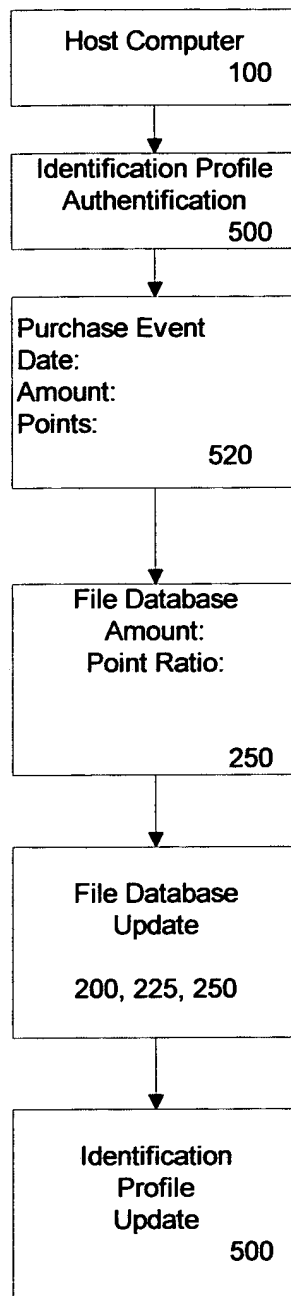 Host Computer
100
Identification Profile
Authentification
500
Purchase Event
Date:
Amount:
Points:
520
File Database
Amount:
Point Ratio:
250
File Database
Update
200, 225, 250
Identification
Profile
Update
500